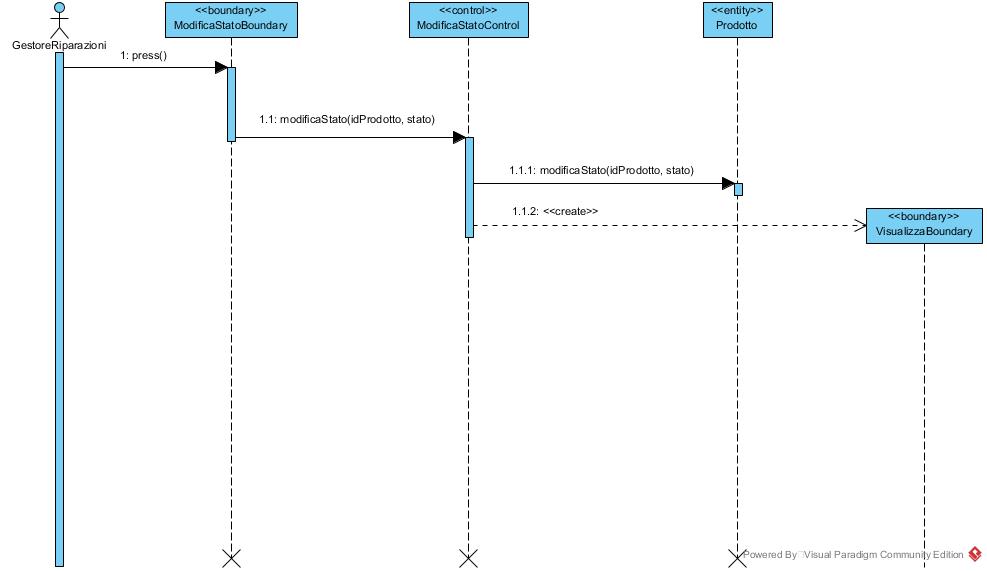 <<boundary>>
ModificaStatoBoundary
<<control>>
ModificaStatoControl
<<entity>>
Prodotto
GestoreRiparazioni
1: press()
1.1: modificaStato(idProdotto, stato)
1.1.1: modificaStato(idProdotto, stato)
1.1.2: <<create>>
<<boundary>>
VisualizzaBoundary
Powered By Visual Paradigm Community Edition